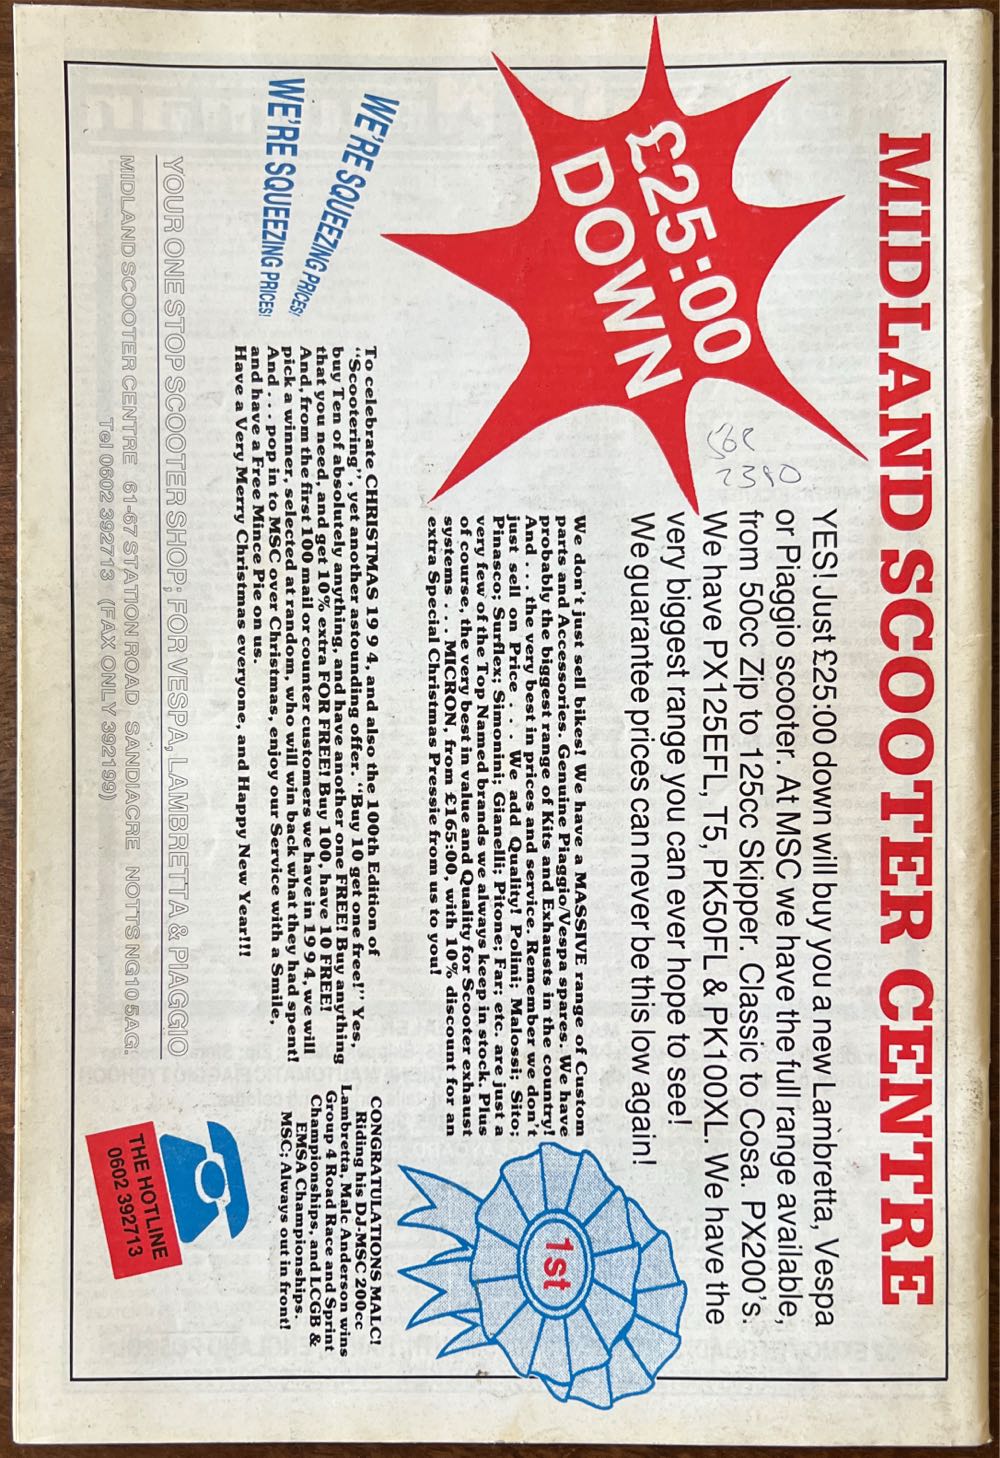 MIDLAND SCOOTER CENTRE
£25:00
DOWN
YES! Just £25:00 down will buy you a new Lambretta, Vespa
or Piaggio scooter. At MSC we have the full range available,
from 50cc Zip to 125cc Skipper. Classic to Cosa. PX200's.
We have PX125EFL, T5, PK50FL & PK100XL. We have the
very biggest range you can ever hope to see!
We guarantee prices can never be this low again!
2380
We don't just sell bikes! We have a MASSIVE range of Custom
parts and Accessories. Genuine Piaggio/Vespa spares. We have
probably the biggest range of Kits and Exhausts in the country!
And . . . the very best in prices and service. Remember we don't
just sell on Price . . . We add Quality! Polini; Malossi; Sito;
Pinasco; Surflex; Simonini; Gianelli; Pitone; Far; etc. are just a
very few of the Top Named brands we always keep in stock. Plus
of course, the very best in value and Quality for Scooter exhaust
systems . . . MICRON, from £165:00, with 10% discount for an
extra Special Christmas Pressie from us to you!
1st
WE'RE SQUEEZING PRICES!
WE'RE SQUEEZING PRICES!
To celebrate CHRISTMAS 1994, and also the 100th Edition of
"Scootering", yet another astounding offer. "Buy 10 get one free!" Yes,
buy Ten of absolutely anything, and have another one FREE! Buy anything
that you need, and get 10% extra FOR FREE! Buy 100, have 10 FREE!
And, from the first 100 mail or counter customers we have in 1994, we will
pick a winner, selected at random, who will win back what they had spent!
And . . . pop in to MSC over Christmas, enjoy our Service with a Smile,
and have a Free Mince Pie on us.
Have a Very Merry Christmas everyone, and Happy New Year!!!
CONGRATULATIONS MALC!
Riding his DJ-MSC 200cc
Lambretta, Malc Anderson wins
Group 4 Road Race and Sprint
Championships, and LCGB &
EMSA Championships.
MSC; Always out in front!
YOUR ONE STOP SCOOTER SHOP; FOR VESPA, LAMBRETTA & PIAGGIO
MIDLAND SCOOTER CENTRE 61-67 STATION ROAD SANDIACRE NOTTS NG10 5AG.
Tel 0602 392713 (FAX ONLY 392199)
THE HOTLINE
0602 392713